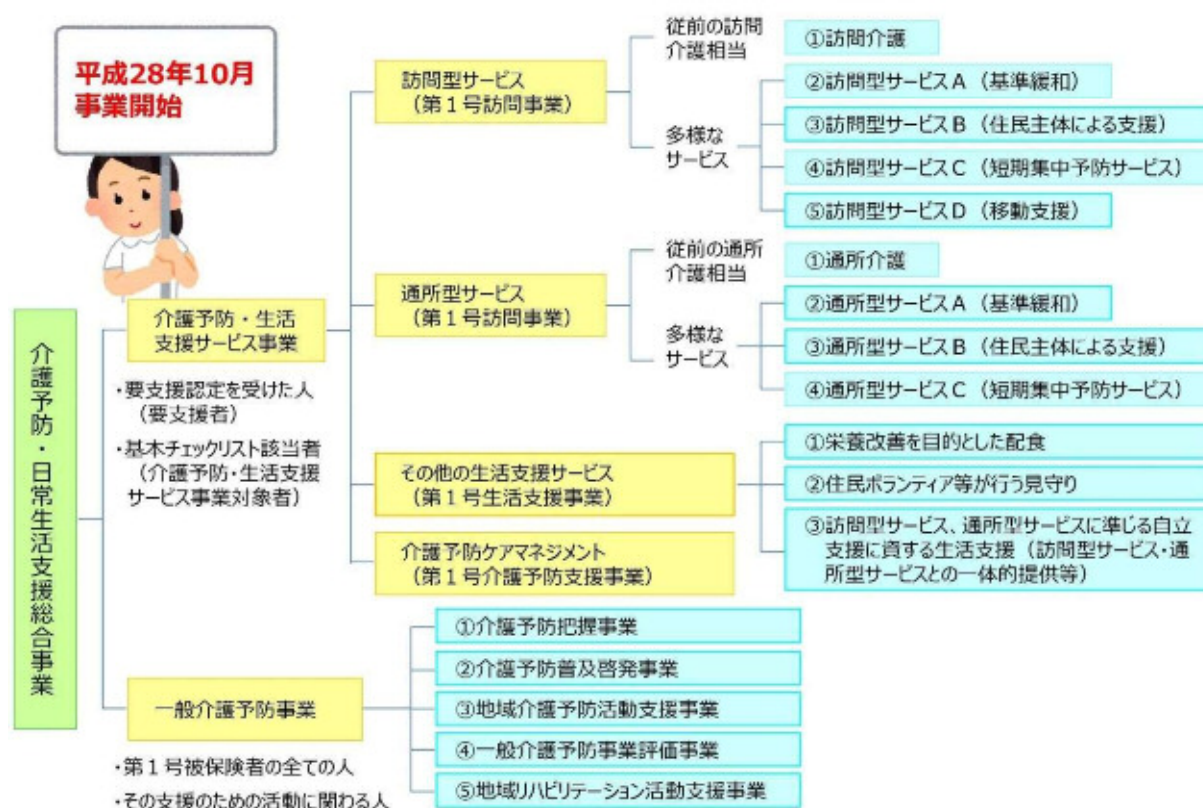 平成28年10月
事業開始
介護予防・日常生活支援総合事業
介護予防・生活
支援サービス事業
・要支援認定を受けた人
（要支援者）
・基本チェックリスト該当者
（介護予防・生活支援
サービス事業対象者）
訪問型サービス
（第１号訪問事業）
従前の訪問
介護相当
①訪問介護
多様な
サービス
②訪問型サービスＡ（基準緩和）
③訪問型サービスＢ（住民主体による支援）
④訪問型サービスＣ（短期集中予防サービス）
⑤訪問型サービスＤ（移動支援）
通所型サービス
（第１号訪問事業）
従前の通所
介護相当
①通所介護
多様な
サービス
②通所型サービスＡ（基準緩和）
③通所型サービスＢ（住民主体による支援）
④通所型サービスＣ（短期集中予防サービス）
その他の生活支援サービス
（第１号生活支援事業）
①栄養改善を目的とした配食
②住民ボランティア等が行う見守り
③訪問型サービス、通所型サービスに準じる自立
支援に資する生活支援（訪問型サービス・通
所型サービスとの一体的提供等）
介護予防ケアマネジメント
（第１号介護予防支援事業）
一般介護予防事業
・第１号被保険者の全ての人
・その支援のための活動に関わる人
①介護予防把握事業
②介護予防普及啓発事業
③地域介護予防活動支援事業
④一般介護予防事業評価事業
⑤地域リハビリテーション活動支援事業